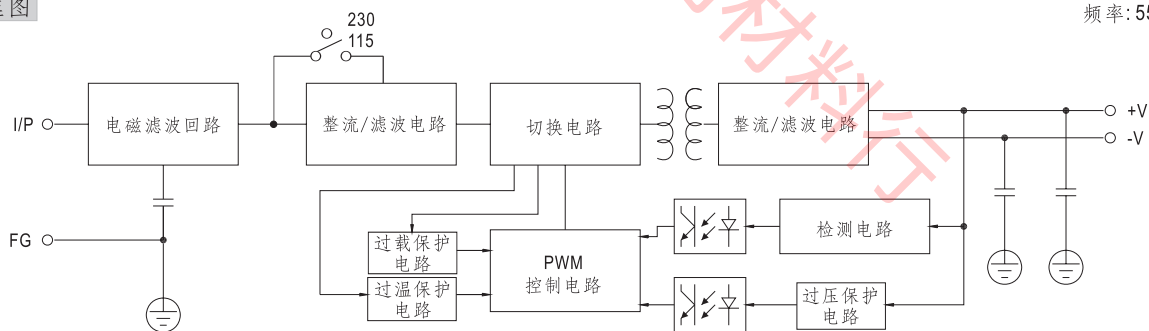 框图
频率: 55
230
115
I/P
电磁滤波回路
整流/滤波电路
切换电路
整流/滤波电路
+V
-V
FG
过载保护
电路
过温保护
电路
PWM
控制电路
检测电路
过压保护
电路
材料行